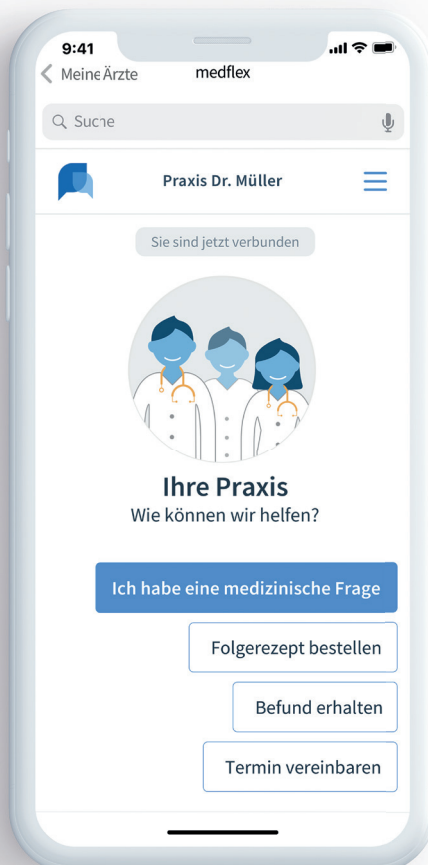 9:41
Meine Ärzte
medflex
Suche
Praxis Dr. Müller
Sie sind jetzt verbunden
Ihre Praxis
Wie können wir helfen?
Ich habe eine medizinische Frage
Folgerezept bestellen
Befund erhalten
Termin vereinbaren